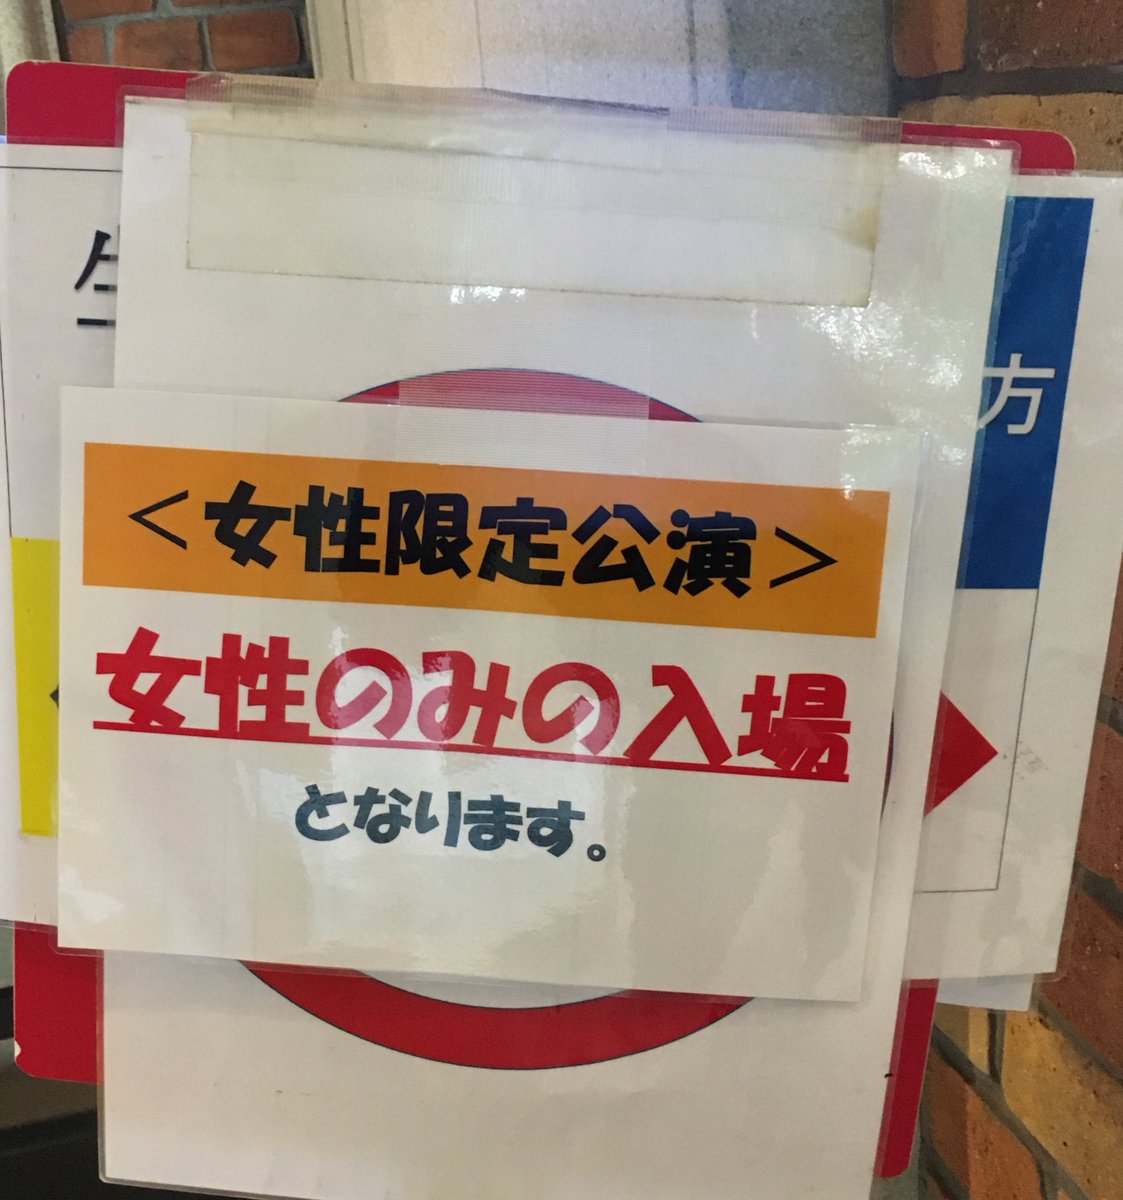 方
<女性限定公演>
女性のみの入場
となります。